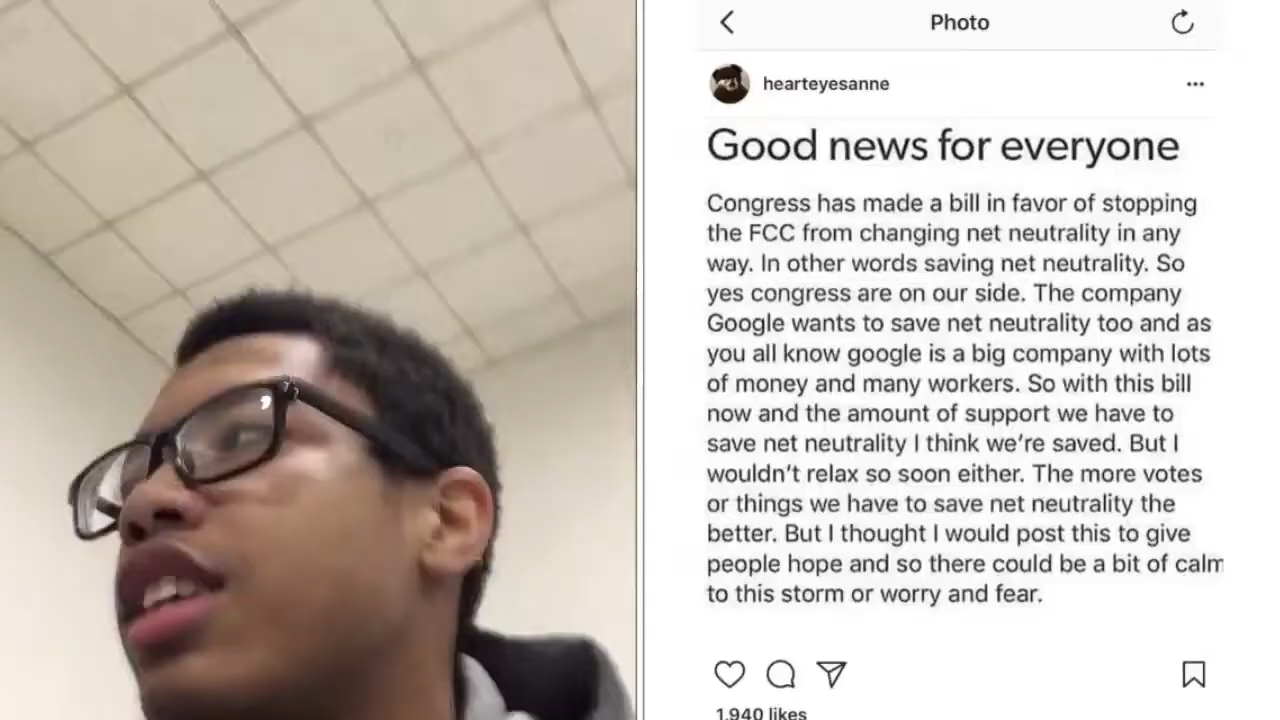 Photo
hearteyesanne
Good news for everyone
Congress has made a bill in favor of stopping
the FCC from changing net neutrality in any
way. In other words saving net neutrality. So
yes congress are on our side. The company
Google wants to save net neutrality too and as
you all know google is a big company with lots
of money and many workers. So with this bill
now and the amount of support we have to
save net neutrality I think we're saved. But I
wouldn't relax so soon either. The more votes
or things we have to save net neutrality the
better. But I thought I would post this to give
people hope and so there could be a bit of calm
to this storm or worry and fear.
1,940 likes